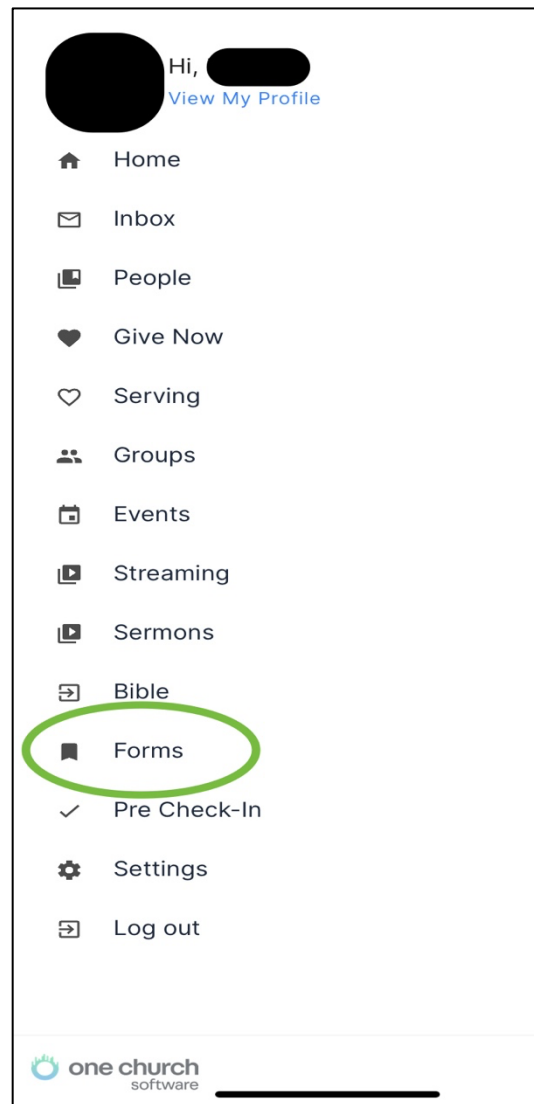 Hi,
View My Profile
Home
Inbox
People
Give Now
Serving
Groups
Events
Streaming
Sermons
Bible
Forms
Pre Check-In
Settings
Log out
one church
software